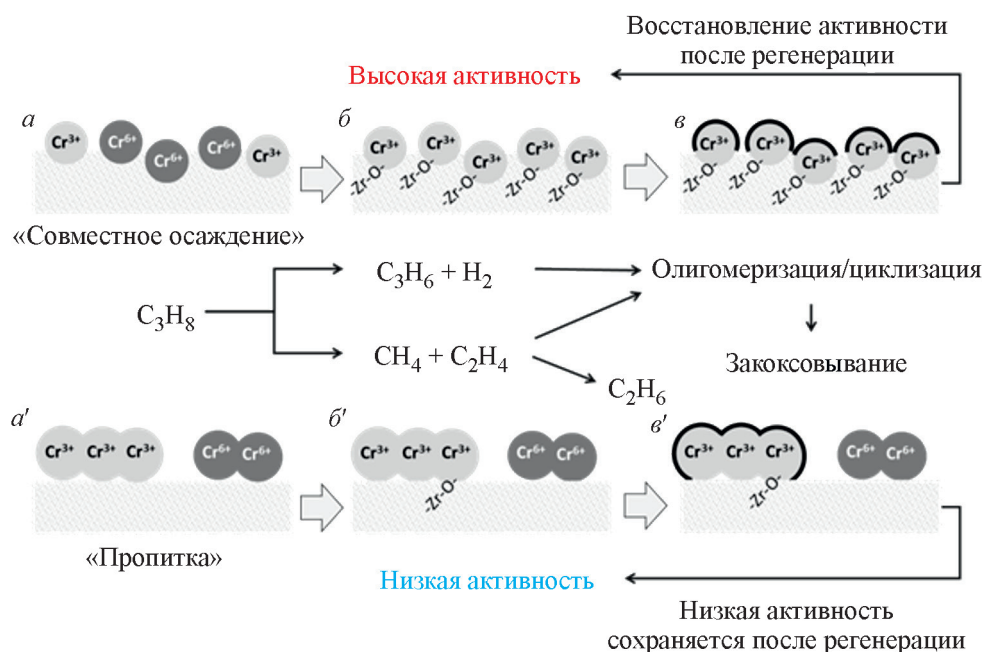 Восстановление активности
после регенерации
Высокая активность
а
Cr³⁺ Cr⁶⁺ Cr⁶⁺ Cr⁶⁺ Cr³⁺
б
Cr³⁺ Cr³⁺ Cr³⁺ Cr³⁺ Cr³⁺
-Zr-O- -Zr-O- -Zr-O- -Zr-O- -Zr-O-
в
Cr³⁺ Cr³⁺ Cr³⁺ Cr³⁺ Cr³⁺
-Zr-O- -Zr-O- -Zr-O- -Zr-O- -Zr-O-
«Совместное осаждение»
C₃H₈
C₃H₆ + H₂
CH₄ + C₂H₄
C₂H₆
Олигомеризация/циклизация
Закоксовывание
а′
Cr³⁺ Cr³⁺ Cr³⁺ Cr⁶⁺ Cr⁶⁺
б′
Cr³⁺ Cr³⁺ Cr³⁺ Cr⁶⁺ Cr⁶⁺
-Zr-O-
в′
Cr³⁺ Cr³⁺ Cr³⁺ Cr⁶⁺ Cr⁶⁺
-Zr-O-
«Пропитка»
Низкая активность
Низкая активность
сохраняется после регенерации